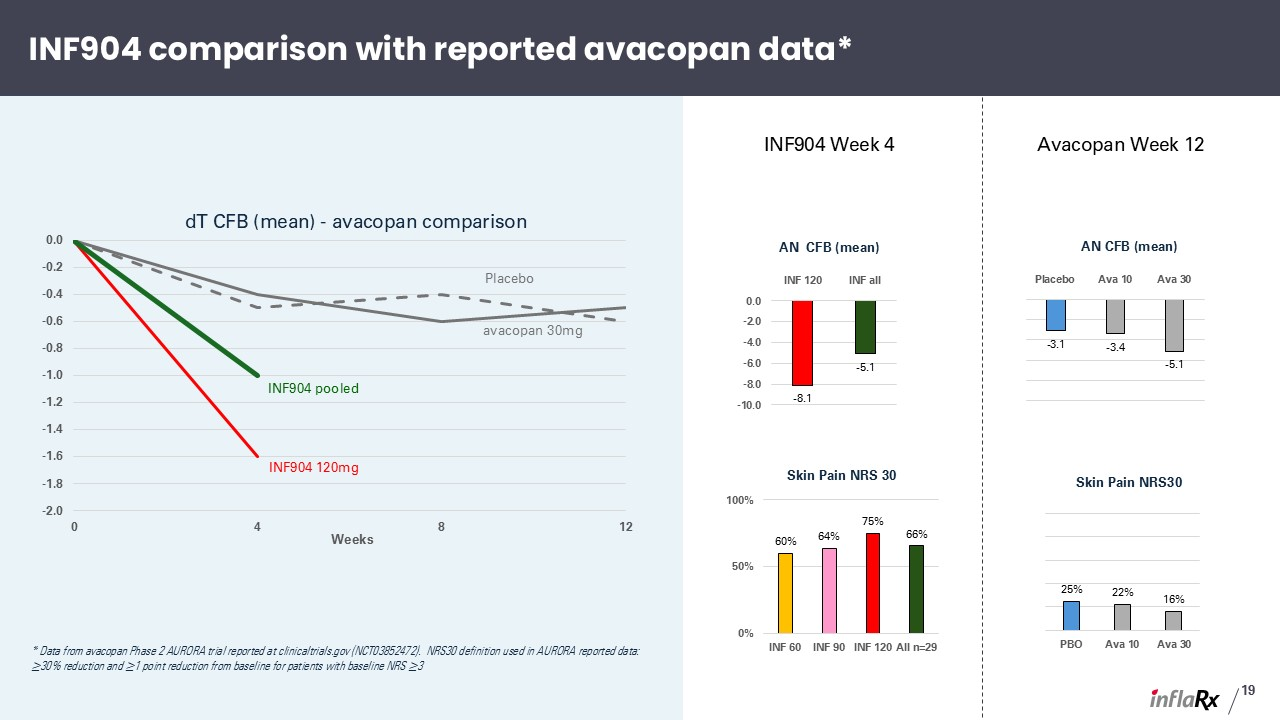 INF904 comparison with reported avacopan data*
dT CFB (mean) - avacopan comparison
0.0
-0.2
-0.4
-0.6
-0.8
-1.0
-1.2
-1.4
-1.6
-1.8
-2.0
Placebo
avacopan 30mg
INF904 pooled
INF904 120mg
0 4 8 12
Weeks
* Data from avacopan Phase 2 AURORA trial reported at clinicaltrials.gov (NCT03852472). NRS30 definition used in AURORA reported data:
≥30% reduction and ≥1 point reduction from baseline for patients with baseline NRS ≥3
INF904 Week 4
AN CFB (mean)
INF 120 INF all
0.0
-2.0
-4.0
-6.0
-8.0
-10.0
-8.1
-5.1
Skin Pain NRS 30
100%
50%
0%
60% 64% 75% 66%
INF 60 INF 90 INF 120 All n=29
Avacopan Week 12
AN CFB (mean)
Placebo Ava 10 Ava 30
-3.1 -3.4 -5.1
Skin Pain NRS30
25% 22% 16%
PBO Ava 10 Ava 30
inflaRx
19